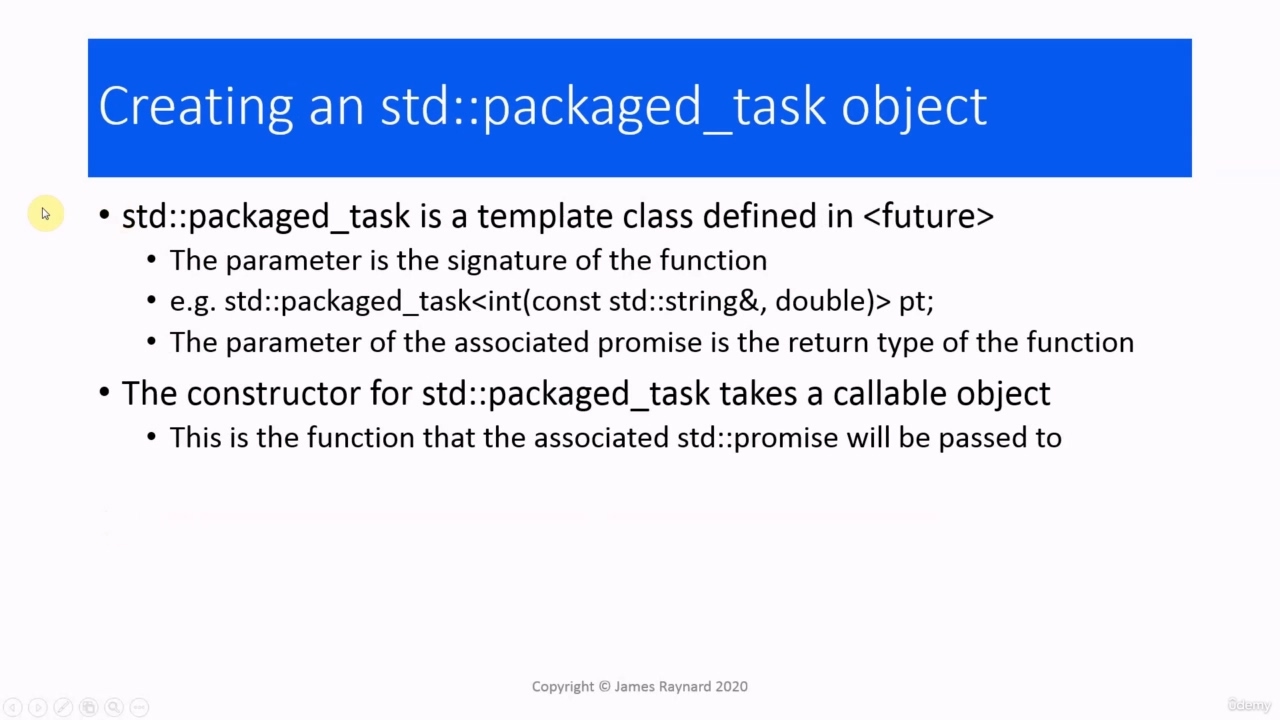 Creating an std::packaged_task object
• std::packaged_task is a template class defined in <future>
• The parameter is the signature of the function
• e.g. std::packaged_task<int(const std::string&, double)> pt;
• The parameter of the associated promise is the return type of the function
• The constructor for std::packaged_task takes a callable object
• This is the function that the associated std::promise will be passed to
Copyright © James Raynard 2020
ûdemy